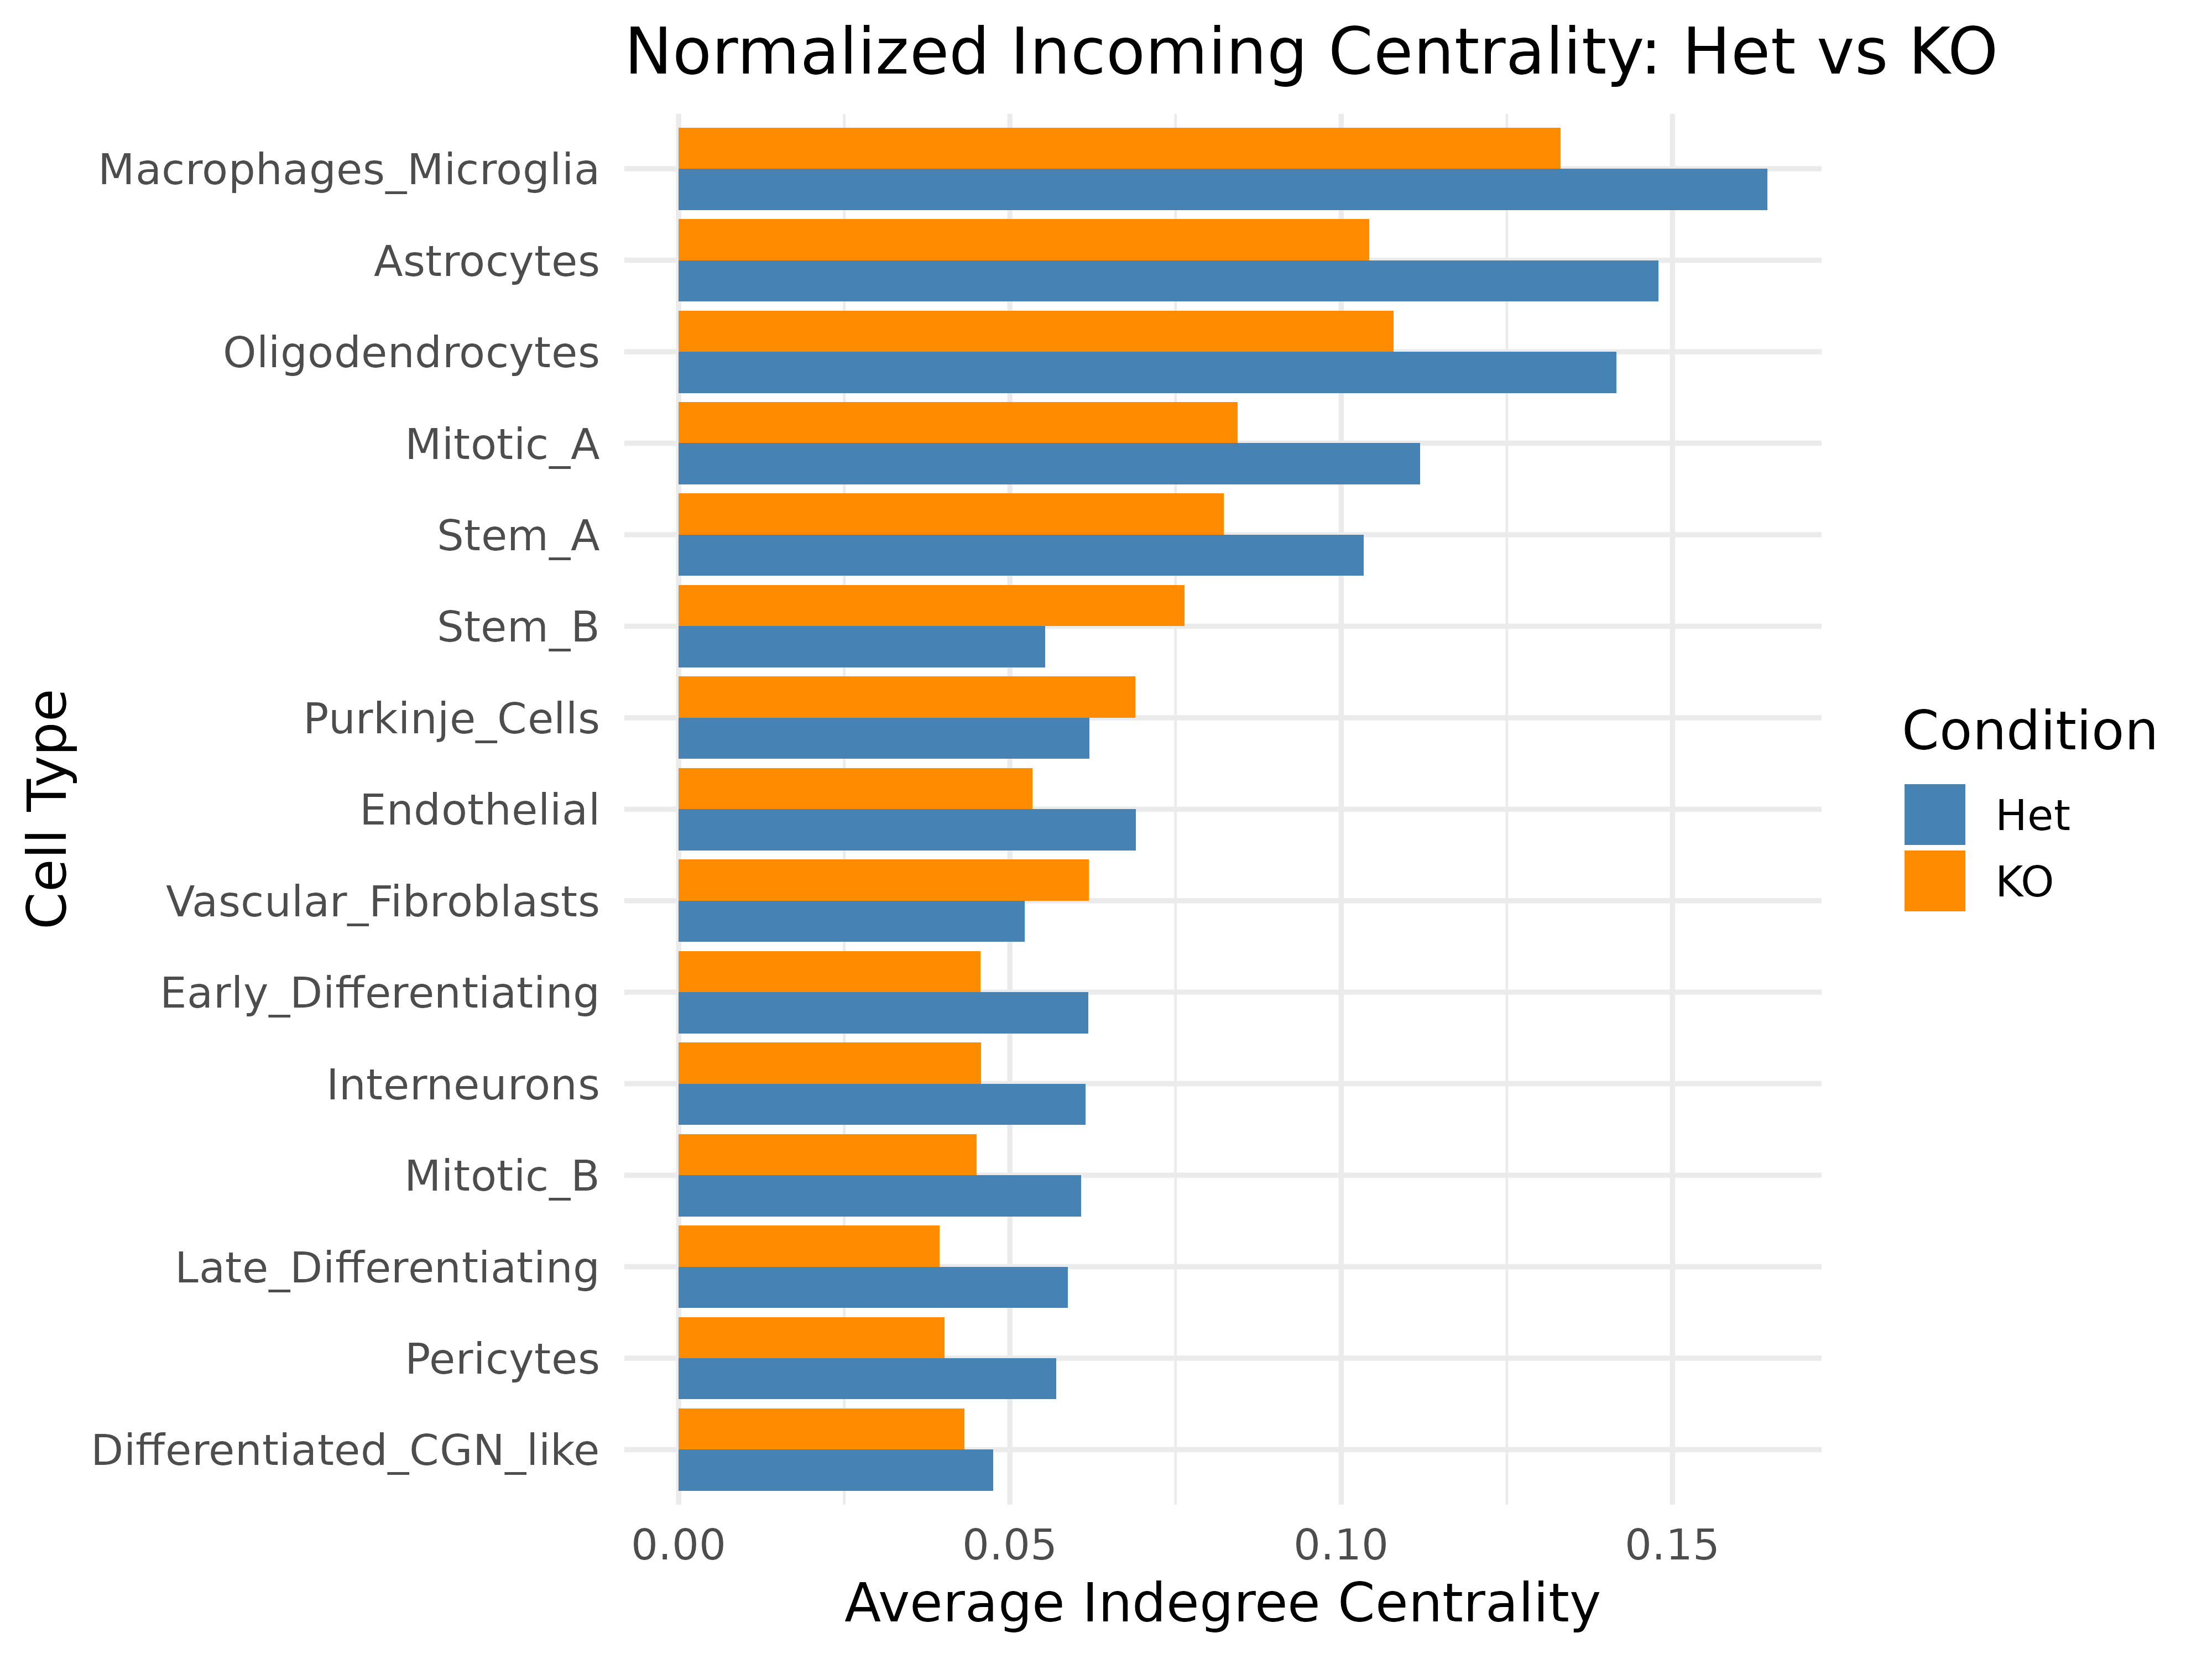 Normalized Incoming Centrality: Het vs KO
Macrophages_Microglia
Astrocytes
Oligodendrocytes
Mitotic_A
Stem_A
Stem_B
Purkinje_Cells
Endothelial
Vascular_Fibroblasts
Early_Differentiating
Interneurons
Mitotic_B
Late_Differentiating
Pericytes
Differentiated_CGN_like
Cell Type
0.00 0.05 0.10 0.15
Average Indegree Centrality
Condition
Het
KO